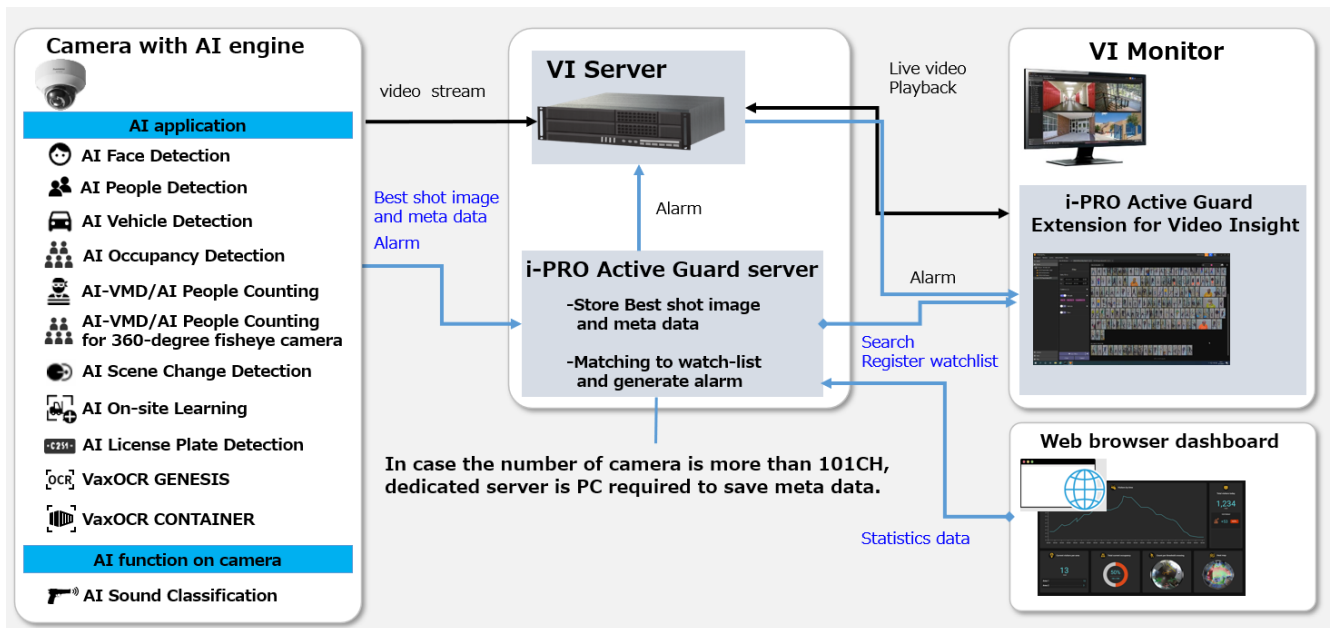 Camera with AI engine
AI application
AI Face Detection
AI People Detection
AI Vehicle Detection
AI Occupancy Detection
AI-VMD/AI People Counting
AI-VMD/AI People Counting
for 360-degree fisheye camera
AI Scene Change Detection
AI On-site Learning
AI License Plate Detection
OCR VaxOCR GENESIS
VaxOCR CONTAINER
AI function on camera
AI Sound Classification
video stream
Best shot image
and meta data
Alarm
VI Server
Alarm
i-PRO Active Guard server
-Store Best shot image
and meta data
-Matching to watch-list
and generate alarm
In case the number of camera is more than 101CH,
dedicated server is PC required to save meta data.
Live video
Playback
Alarm
Search
Register watchlist
Statistics data
VI Monitor
i-PRO Active Guard
Extension for Video Insight
Web browser dashboard
1,234
13